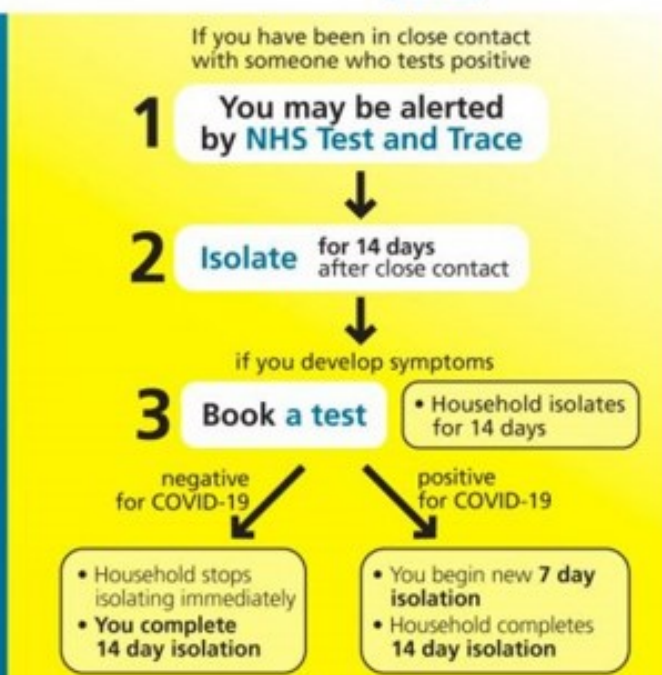 If you have been in close contact
with someone who tests positive
1
You may be alerted
by NHS Test and Trace
2
Isolate
for 14 days
after close contact
if you develop symptoms
3
Book a test
• Household isolates
for 14 days
negative
for COVID-19
positive
for COVID-19
• Household stops
isolating immediately
• You complete
14 day isolation
• You begin new 7 day
isolation
• Household completes
14 day isolation